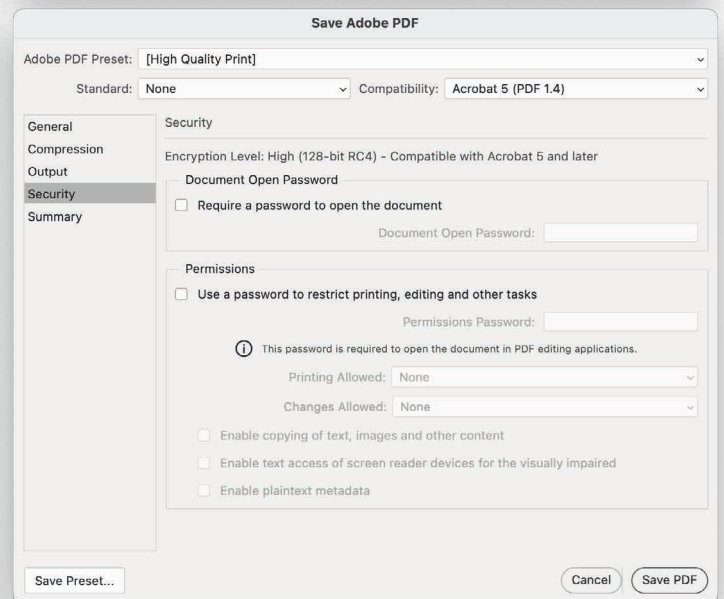 Save Adobe PDF
Adobe PDF Preset: [High Quality Print]
Standard: None Compatibility: Acrobat 5 (PDF 1.4)
General
Compression
Output
Security
Summary
Security
Encryption Level: High (128-bit RC4) - Compatible with Acrobat 5 and later
Document Open Password
Require a password to open the document
Document Open Password:
Permissions
Use a password to restrict printing, editing and other tasks
Permissions Password:
This password is required to open the document in PDF editing applications.
Printing Allowed: None
Changes Allowed: None
Enable copying of text, images and other content
Enable text access of screen reader devices for the visually impaired
Enable plaintext metadata
Save Preset... Cancel Save PDF